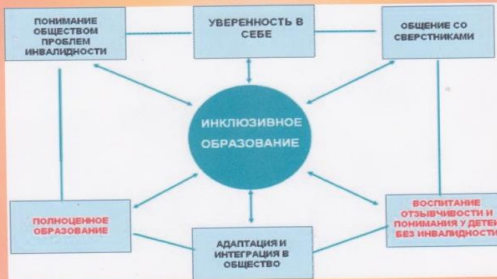 ПОНИМАНИЕ
ОБЩЕСТВОМ
ПРОБЛЕМ
ИНВАЛИДНОСТИ
УВЕРЕННОСТЬ В
СЕБЕ
ОБЩЕНИЕ СО
СВЕРСТНИКАМИ
ИНКЛЮЗИВНОЕ
ОБРАЗОВАНИЕ
ПОЛНОЦЕННОЕ
ОБРАЗОВАНИЕ
АДАПТАЦИЯ И
ИНТЕГРАЦИЯ В
ОБЩЕСТВО
ВОСПИТАНИЕ
ОТЗЫВЧИВОСТИ И
ПОНИМАНИЯ У ДЕТЕЙ
БЕЗ ИНВАЛИДНОСТИ